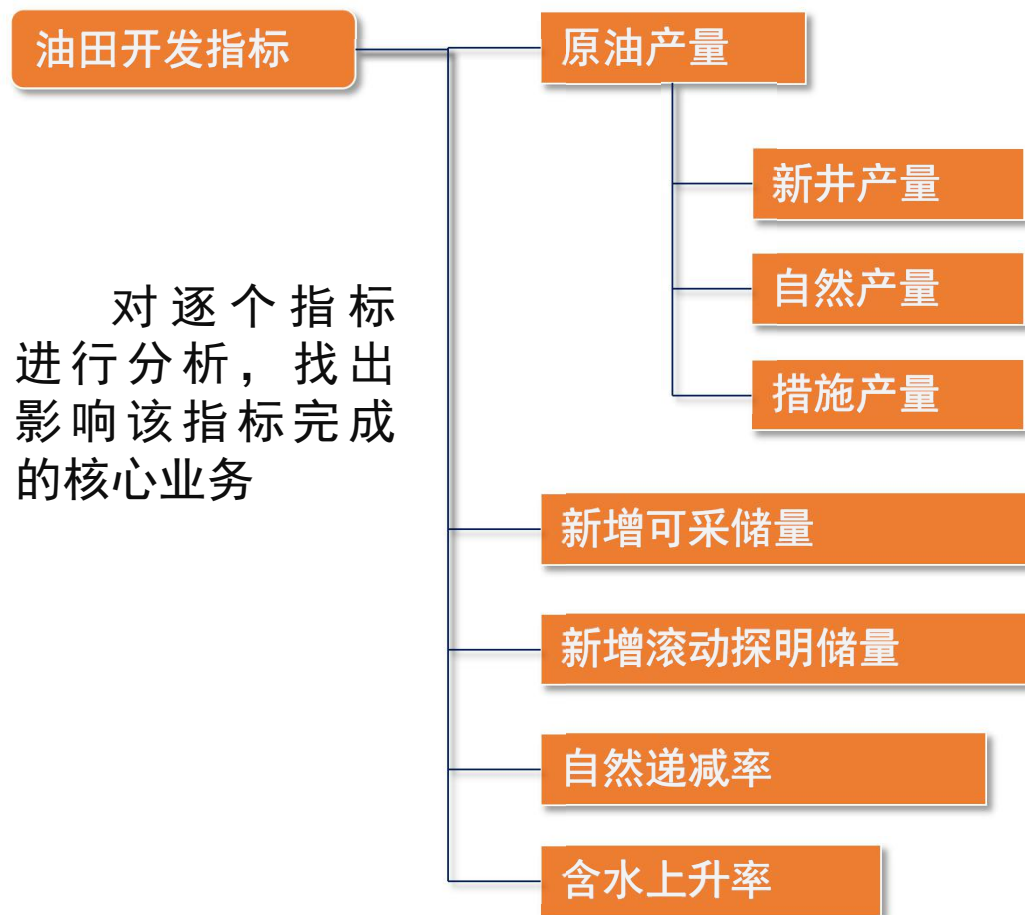 油田开发指标
原油产量
新井产量
自然产量
措施产量
对逐个指标
进行分析，找出
影响该指标完成
的核心业务
新增可采储量
新增滚动探明储量
自然递减率
含水上升率